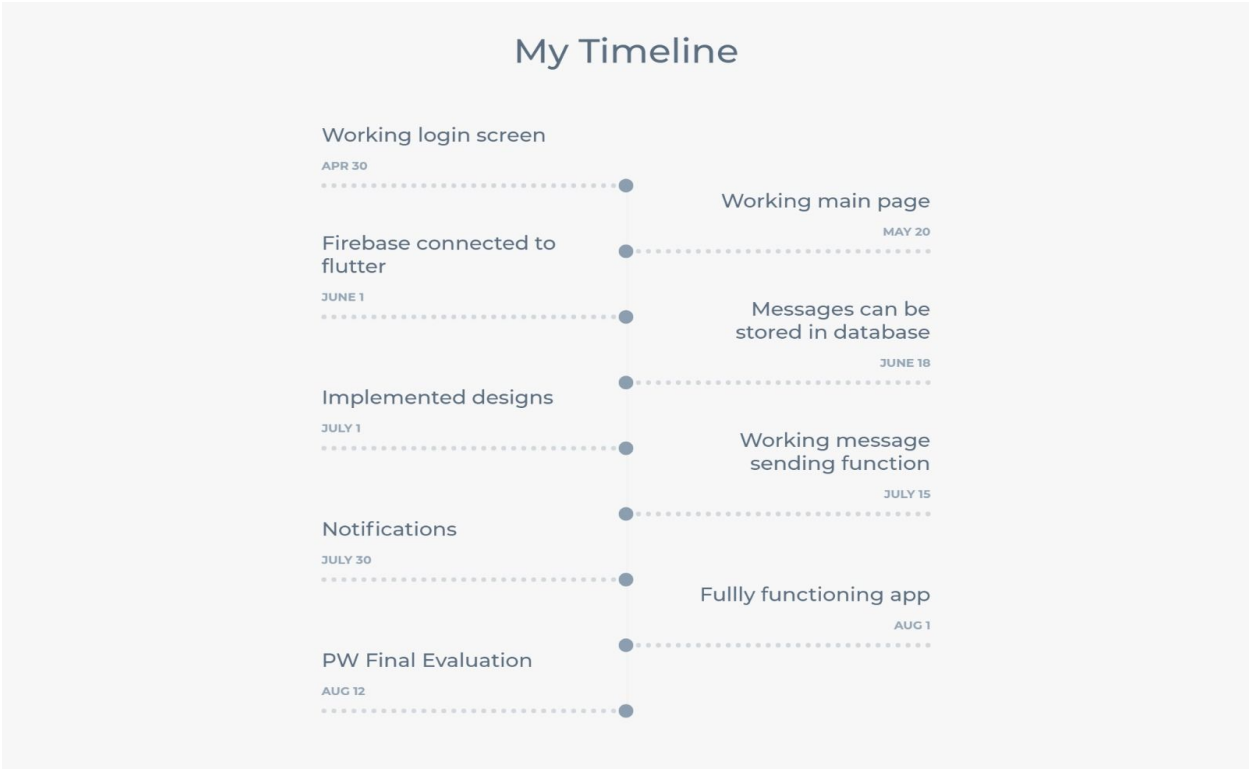 My Timeline
Working login screen
APR 30
Working main page
MAY 20
Firebase connected to
flutter
JUNE 1
Messages can be
stored in database
JUNE 18
Implemented designs
JULY 1
Working message
sending function
JULY 15
Notifications
JULY 30
Fullly functioning app
AUG 1
PW Final Evaluation
AUG 12